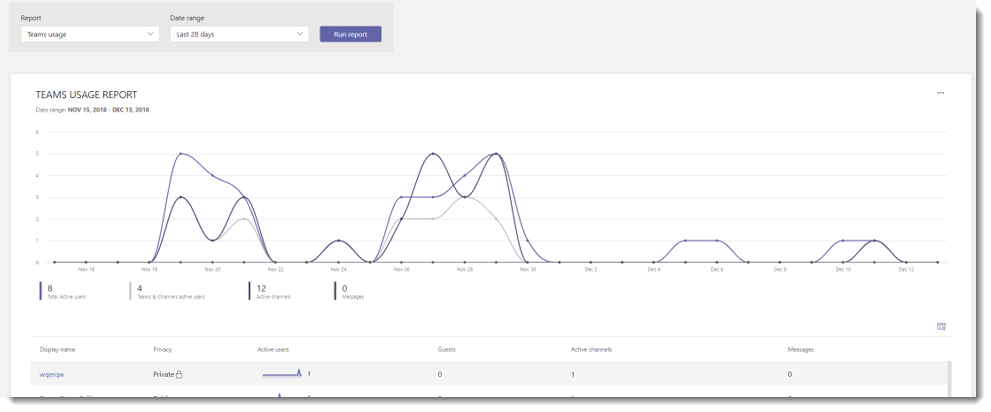 Report Date range
Teams usage Last 28 days Run report
TEAMS USAGE REPORT ...
Date range: NOV 15, 2018 - DEC 13, 2018
6
5
4
3
2
1
0
Nov 16 Nov 18 Nov 20 Nov 22 Nov 24 Nov 26 Nov 28 Nov 30 Dec 2 Dec 4 Dec 6 Dec 8 Dec 10 Dec 12
8 4 12 0
Total Active users Teams & Channels active users Active channels Messages
Display name Privacy Active users Guests Active channels Messages
wqerqw Private 1 0 1 0